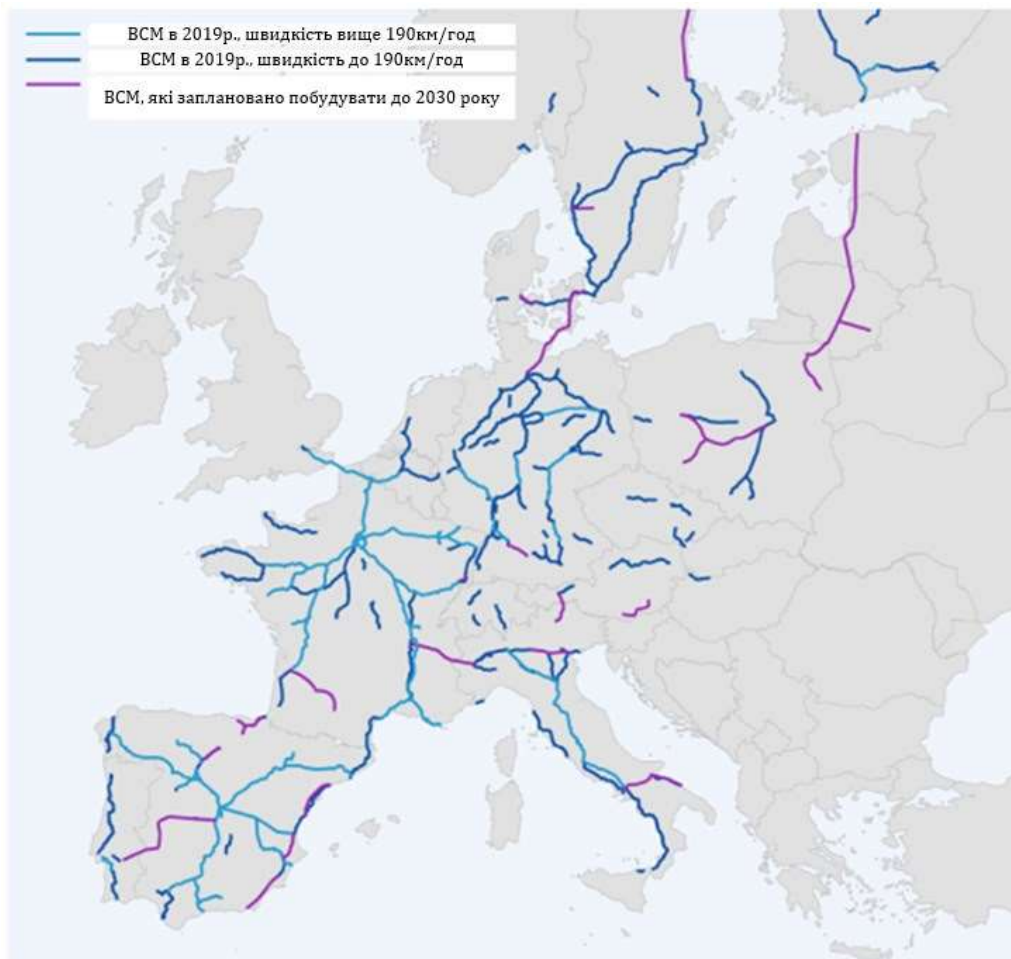 ВСМ в 2019р., швидкість вище 190км/год
ВСМ в 2019р., швидкість до 190км/год
ВСМ, які заплановано побудувати до 2030 року